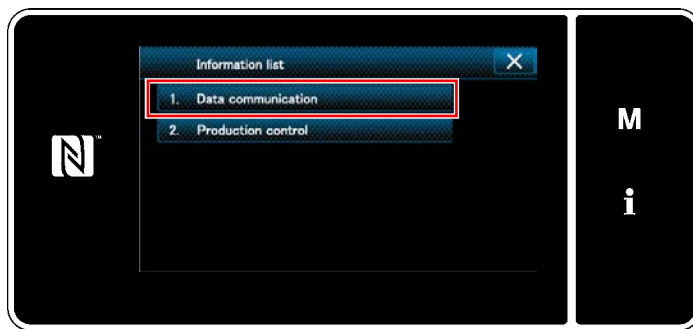 Information list
1. Data communication
2. Production control
M
i